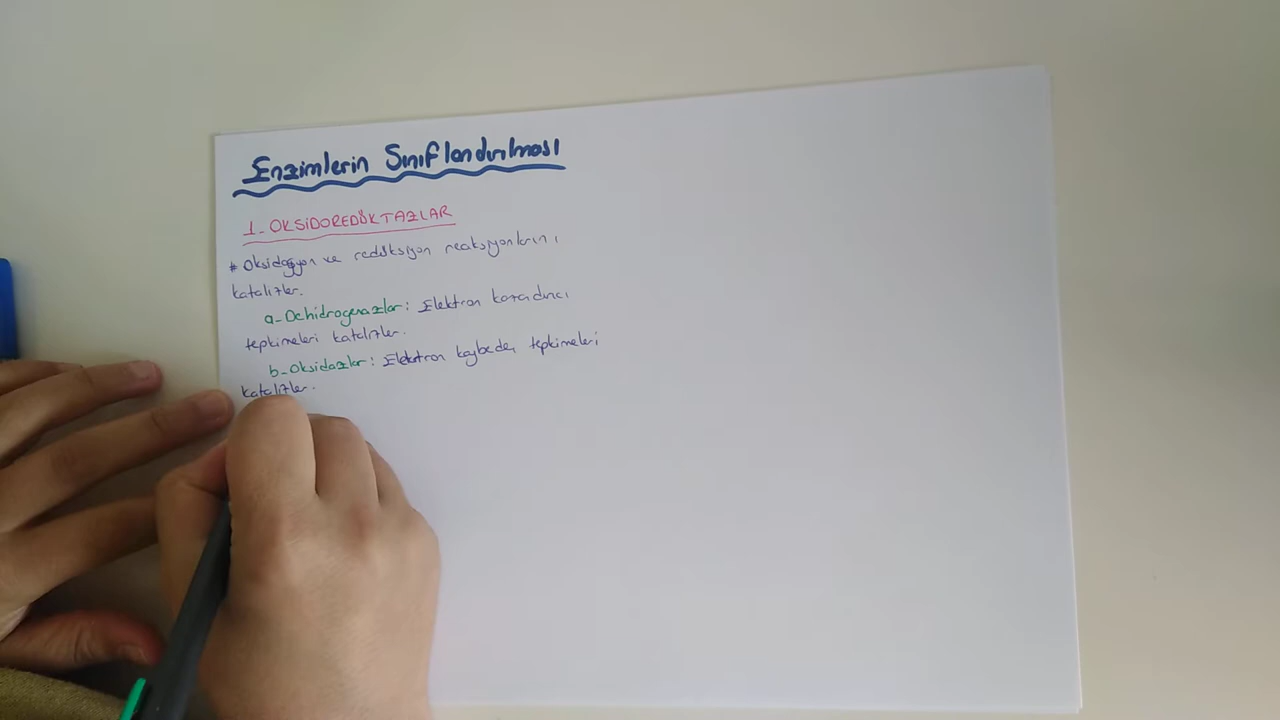 Enzimlerin Sınıflandırılması
1- OKSİDOREDÜKTAZLAR
* Oksidasyon ve redüksiyon reaksiyonlarını
katalizler.
a- Dehidrogenazlar: Elektron kazandırıcı
tepkimeleri katalizler.
b- Oksidazlar: Elektron kaybeden tepkimeleri
katalizler.